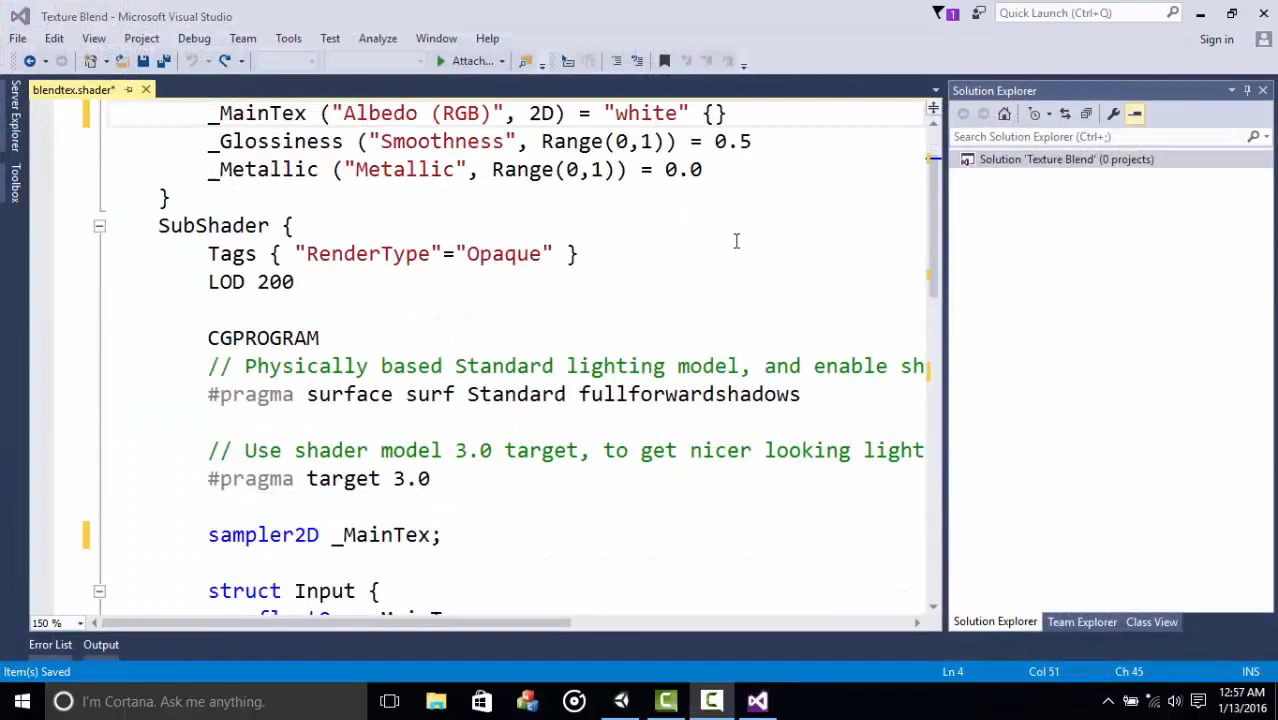 Texture Blend - Microsoft Visual Studio
1
Quick Launch (Ctrl+Q)
File Edit View Project Debug Team Tools Test Analyze Window Help
Sign in
Attach...
Server Explorer
Toolbox
blendtex.shader*
_MainTex ("Albedo (RGB)", 2D) = "white" {}
_Glossiness ("Smoothness", Range(0,1)) = 0.5
_Metallic ("Metallic", Range(0,1)) = 0.0
}
SubShader {
Tags { "RenderType"="Opaque" }
LOD 200
CGPROGRAM
// Physically based Standard lighting model, and enable sh
#pragma surface surf Standard fullforwardshadows
// Use shader model 3.0 target, to get nicer looking light
#pragma target 3.0
sampler2D _MainTex;
struct Input {
150 %
Solution Explorer
Search Solution Explorer (Ctrl+;)
Solution 'Texture Blend' (0 projects)
Solution Explorer Team Explorer Class View
Error List Output
Item(s) Saved
Ln 4 Col 51 Ch 45 INS
I'm Cortana. Ask me anything.
12:57 AM
1/13/2016